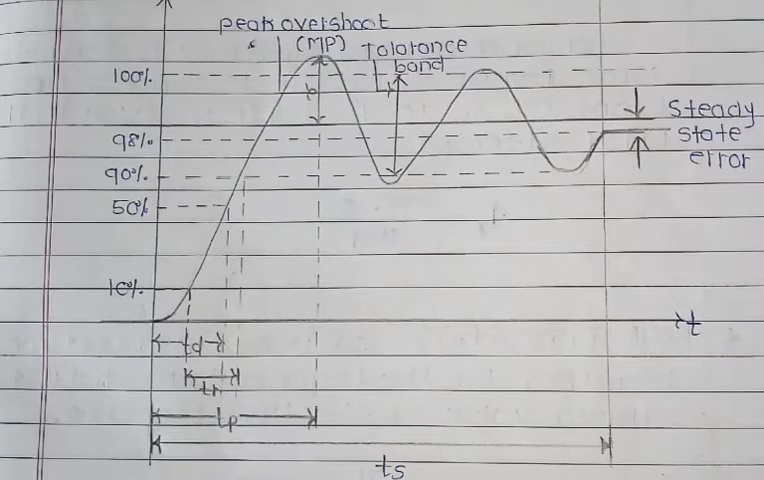 peak overshoot
(MP)
Tolorance
band
100%
98%
90%
50%
10%
Steady
state
error
t
td
tr
tp
ts